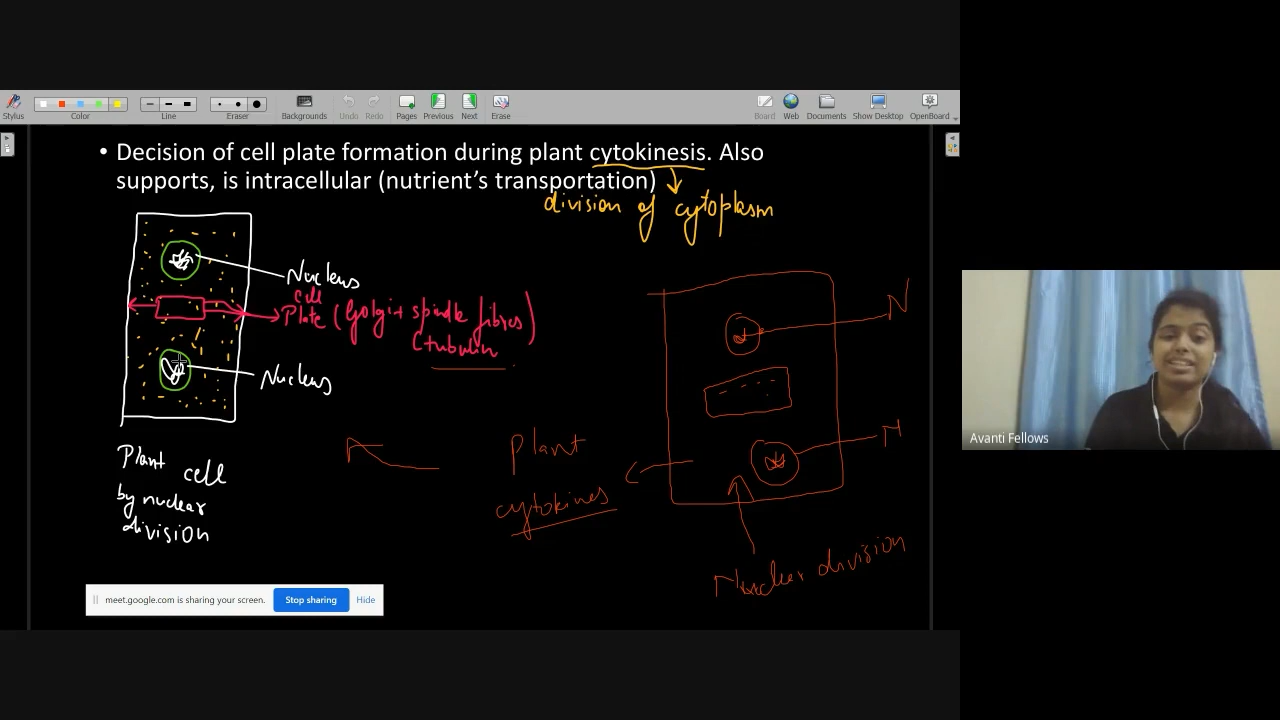 Stylus
Color
Line
Eraser
Backgrounds
Undo
Redo
Pages
Previous
Next
Erase
Board
Web
Documents
Show Desktop
OpenBoard
• Decision of cell plate formation during plant cytokinesis. Also
supports, is intracellular (nutrient's transportation)
division of cytoplasm
Nucleus
cell
Plate (Golgi + spindle fibres)
(tubulin
Nucleus
Plant cell
by nuclear
division
N
N
Plant
cytokines
Nuclear division
meet.google.com is sharing your screen.
Stop sharing
Hide
Avanti Fellows